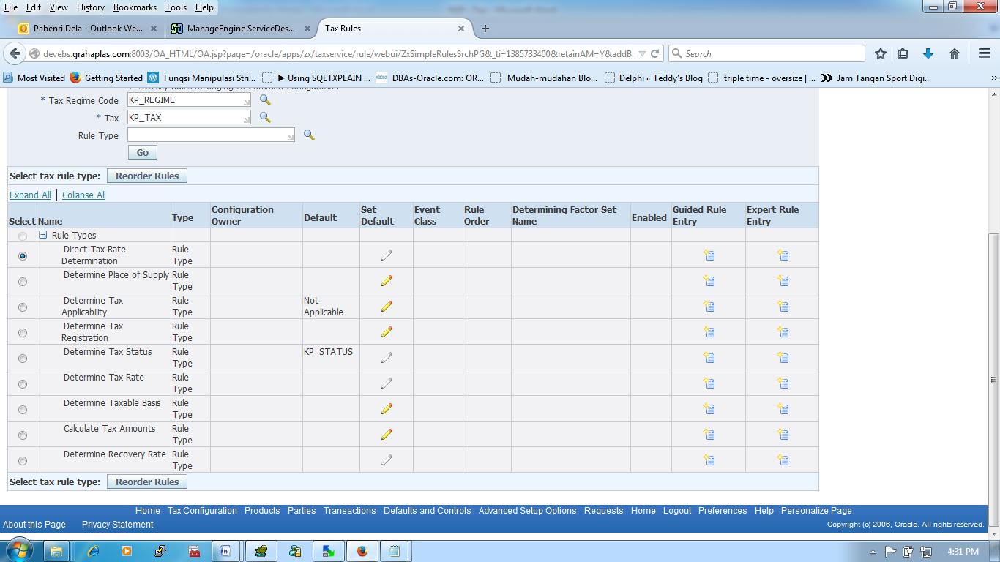 File Edit View History Bookmarks Tools Help
Pabenri Dela - Outlook We... × ManageEngine ServiceDes... × Tax Rules × +
devebs.grahaplas.com:8003/OA_HTML/OA.jsp?page=/oracle/apps/zx/taxservice/rule/webui/ZxSimpleRulesSrchPG&_ti=1385733400&retainAM=Y&addBr Search
Most Visited Getting Started Fungsi Manipulasi Stri... ► Using SQLTXPLAIN ... DBAs-Oracle.com: OR... Mudah-mudahan Blo... Delphi « Teddy's Blog triple time - oversize | ... Jam Tangan Sport Digi... »
Display Rules Belonging to Common Configuration
* Tax Regime Code KP_REGIME
* Tax KP_TAX
Rule Type
Go
Select tax rule type: Reorder Rules
Expand All | Collapse All
Select Name Type Configuration Owner Default Set Default Event Class Rule Order Determining Factor Set Name Enabled Guided Rule Entry Expert Rule Entry
Rule Types
Direct Tax Rate Determination Rule Type
Determine Place of Supply Rule Type
Determine Tax Applicability Rule Type Not Applicable
Determine Tax Registration Rule Type
Determine Tax Status Rule Type KP_STATUS
Determine Tax Rate Rule Type
Determine Taxable Basis Rule Type
Calculate Tax Amounts Rule Type
Determine Recovery Rate Rule Type
Select tax rule type: Reorder Rules
Home Tax Configuration Products Parties Transactions Defaults and Controls Advanced Setup Options Requests Home Logout Preferences Help Personalize Page
About this Page Privacy Statement Copyright (c) 2006, Oracle. All rights reserved.
4:31 PM